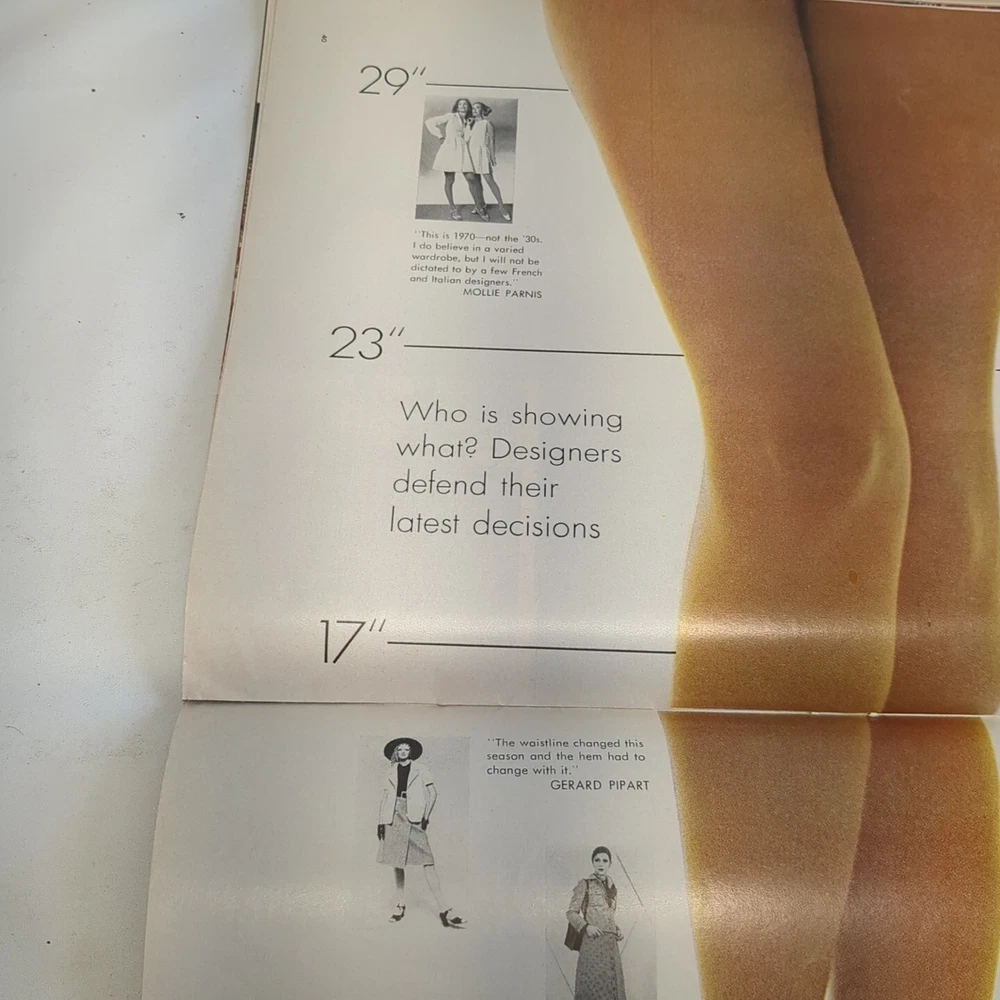 29"
"This is 1970—not the '30s.
I do believe in a varied
wardrobe, but I will not be
dictated to by a few French
and Italian designers."
MOLLIE PARNIS
23"
Who is showing
what? Designers
defend their
latest decisions
17"
"The waistline changed this
season and the hem had to
change with it."
GERARD PIPART